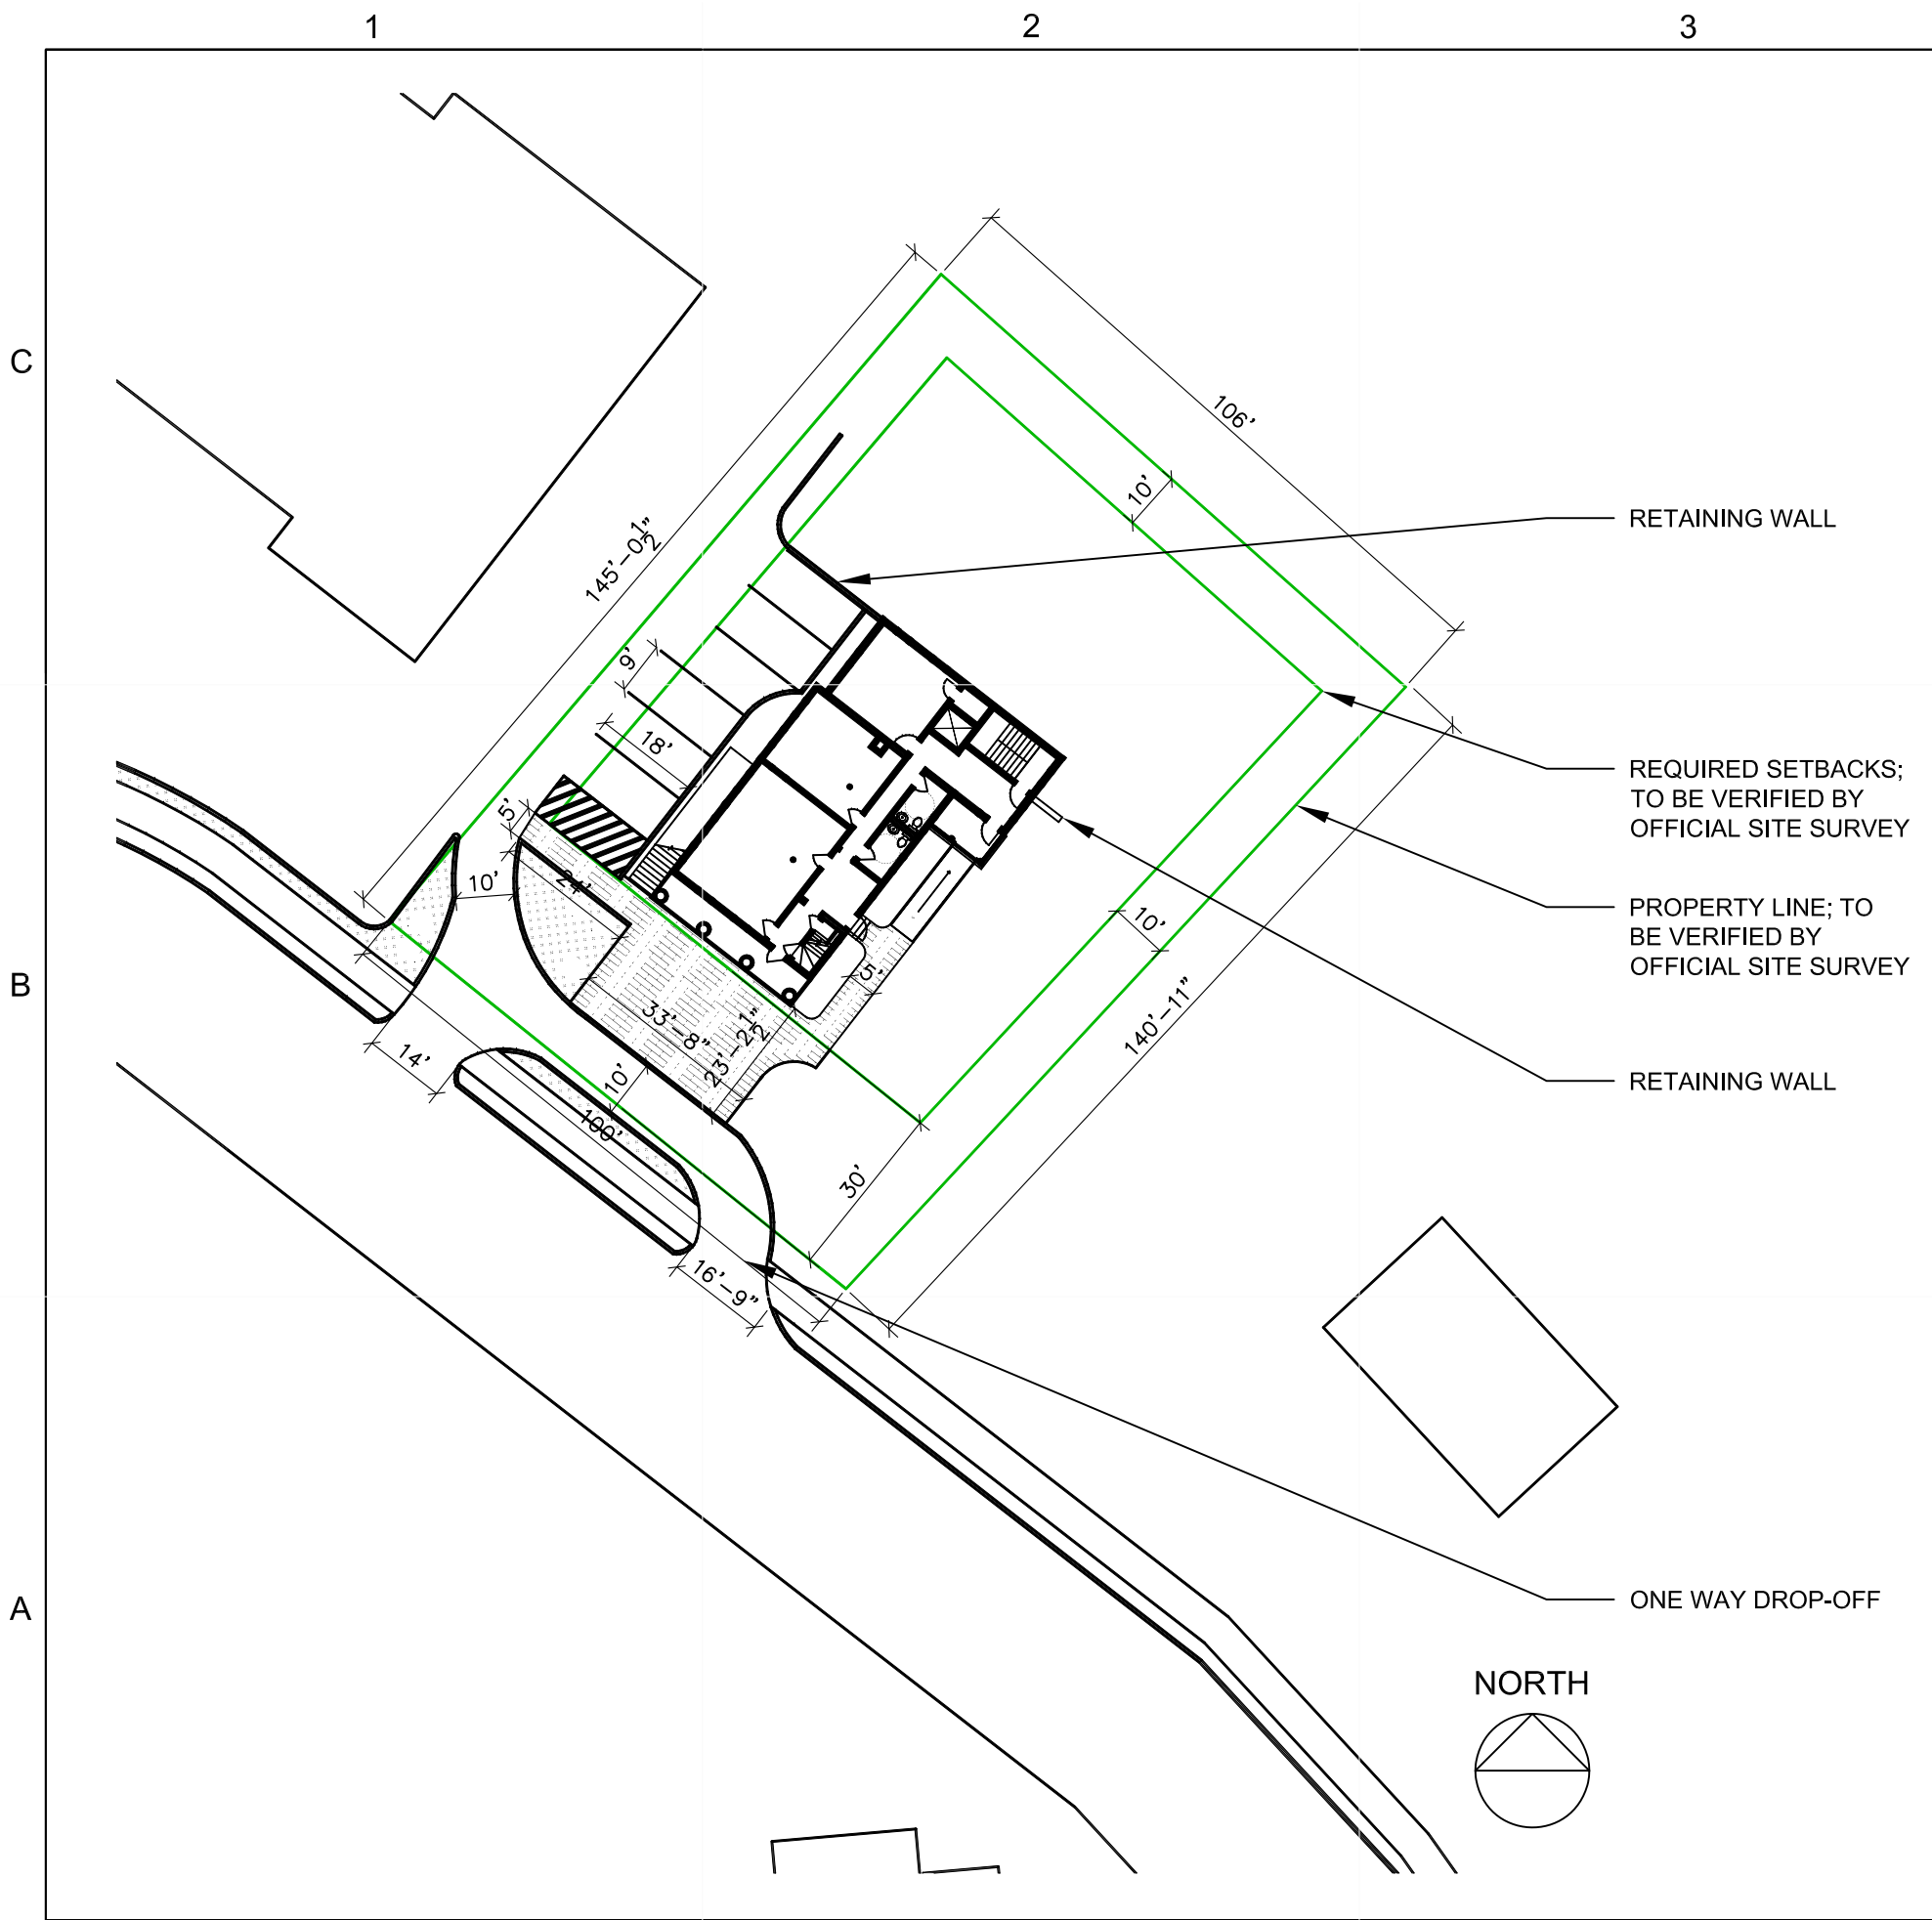 1
2
3
C
B
A
106'
10'
145'-0 1/2"
9'
18'
5'
24'
10'
10'
5'
140'-11"
33'-8"
23'-2 1/2"
10'
14'
100'
30'
16'-9"
RETAINING WALL
REQUIRED SETBACKS;
TO BE VERIFIED BY
OFFICIAL SITE SURVEY
PROPERTY LINE; TO
BE VERIFIED BY
OFFICIAL SITE SURVEY
RETAINING WALL
ONE WAY DROP-OFF
NORTH